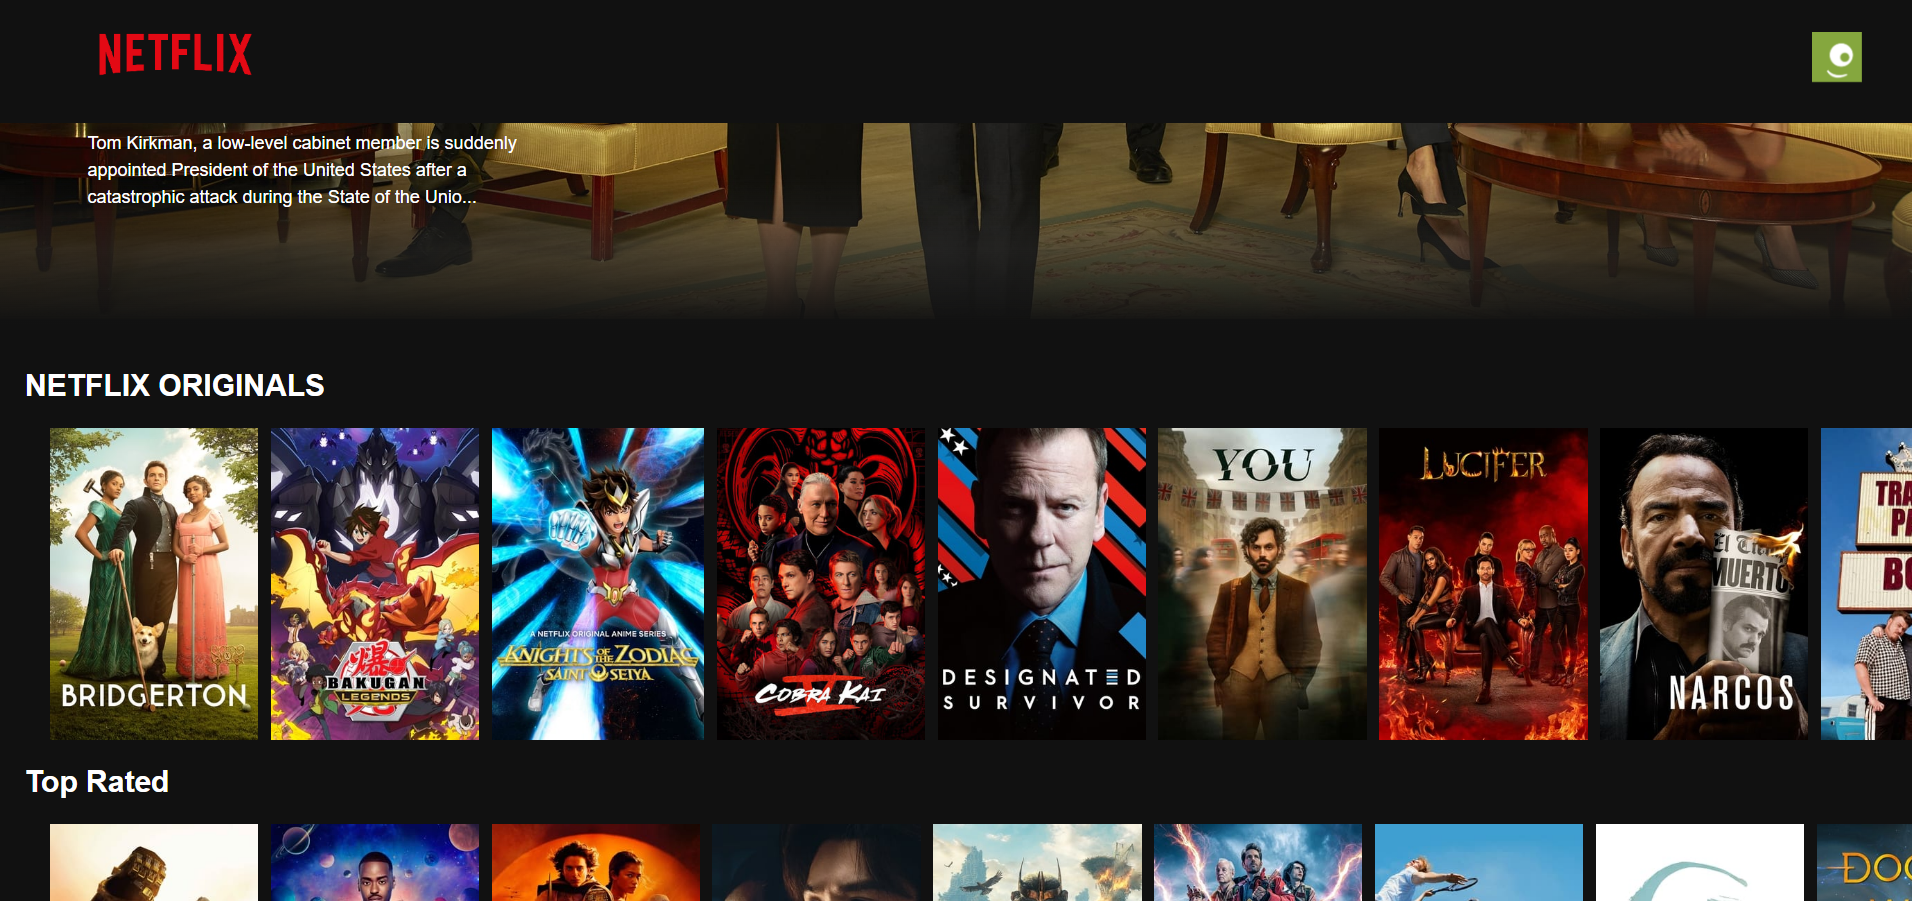 NETFLIX
Tom Kirkman, a low-level cabinet member is suddenly
appointed President of the United States after a
catastrophic attack during the State of the Unio...
NETFLIX ORIGINALS
BRIDGERTON
爆
BAKUGAN
LEGENDS
A NETFLIX ORIGINAL ANIME SERIES
KNIGHTS OF THE ZODIAC
SAINT SEIYA
COBRA KAI
V
DESIGNATED
SURVIVOR
YOU
LUCIFER
El
MUERTO
NARCOS
TRA
P
BO
Top Rated
DOC